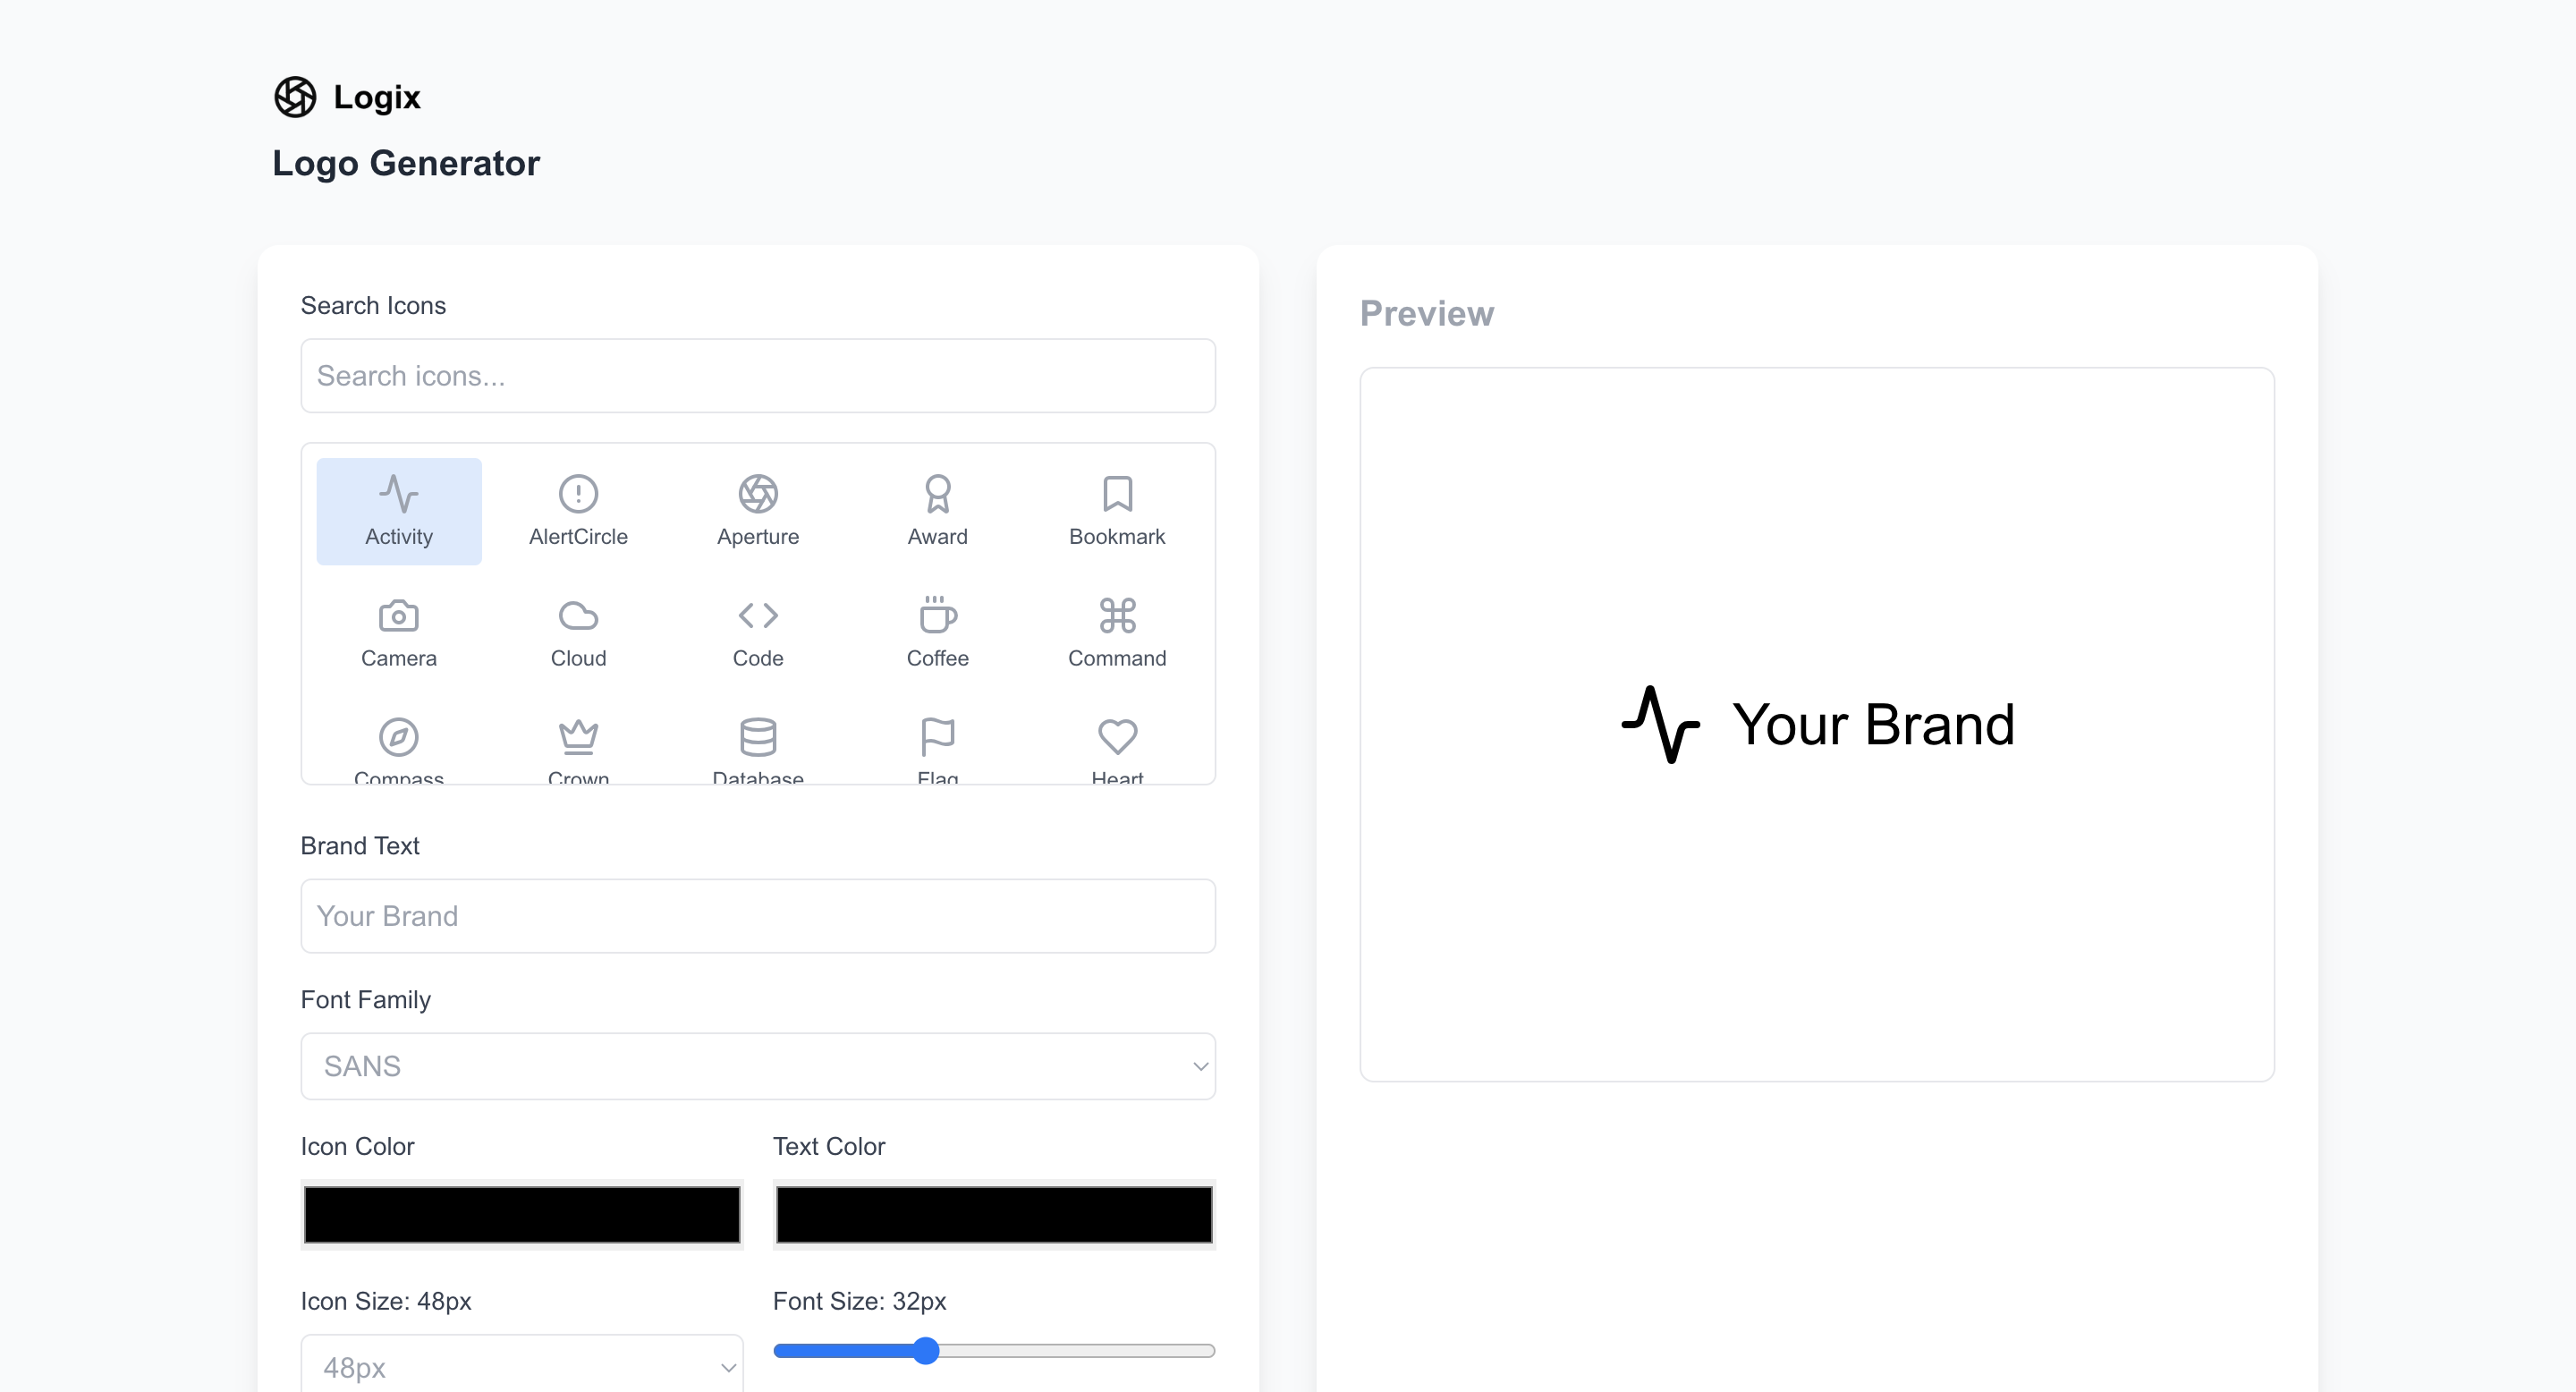 Logix
Logo Generator
Search Icons
Search icons...
Activity AlertCircle Aperture Award Bookmark
Camera Cloud Code Coffee Command
Compass Crown Database Flag Heart
Brand Text
Your Brand
Font Family
SANS
Icon Color Text Color
Icon Size: 48px Font Size: 32px
48px
Preview
Your Brand